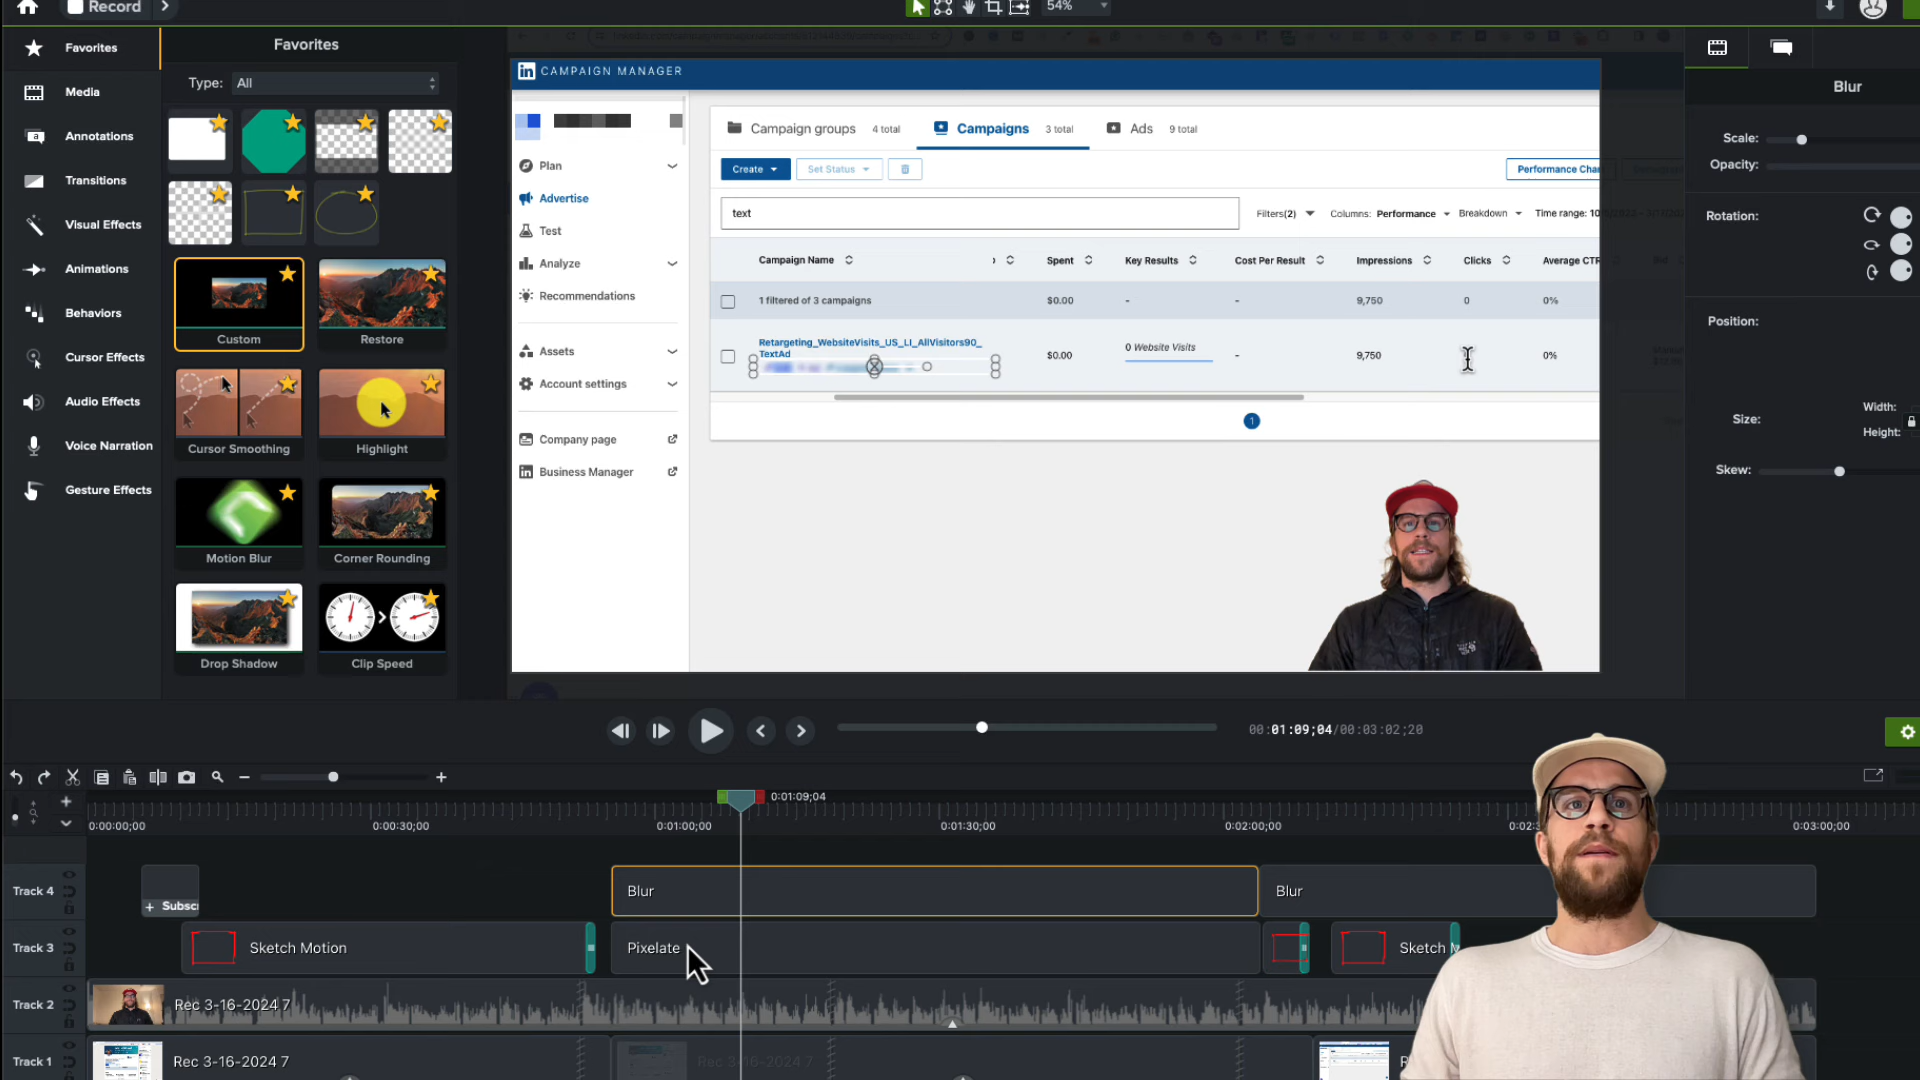 Record
54%
Favorites
Media
Annotations
Transitions
Visual Effects
Animations
Behaviors
Cursor Effects
Audio Effects
Voice Narration
Gesture Effects
Favorites
Type: All
Custom
Restore
Cursor Smoothing
Highlight
Motion Blur
Corner Rounding
Drop Shadow
Clip Speed
in CAMPAIGN MANAGER
Plan
Advertise
Test
Analyze
Recommendations
Assets
Account settings
Company page
Business Manager
Campaign groups 4 total Campaigns 3 total Ads 9 total
Create Set Status Performance Char
text Filters(2) Columns: Performance Breakdown Time range:
Campaign Name Spent Key Results Cost Per Result Impressions Clicks Average CTR
1 filtered of 3 campaigns $0.00 - - 9,750 0 0%
Retargeting_WebsiteVisits_US_LI_AllVisitors90_
TextAd
$0.00 0 Website Visits - 9,750 0%
1
Blur
Scale:
Opacity:
Rotation:
Position:
Size:
Width:
Height:
Skew:
00:01:09;04/00:03:02;20
0:01:09;04
0:00:00;00 0:00:30;00 0:01:00;00 0:01:30;00 0:02:00;00 0:03:00;00
Track 4 + Subscr Blur Blur
Track 3 Sketch Motion Pixelate Sketch M
Track 2 Rec 3-16-2024 7
Track 1 Rec 3-16-2024 7 Rec 3-16-2024 7